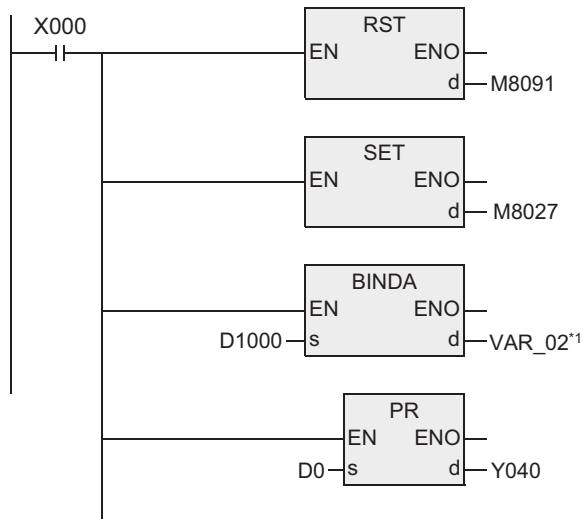 X000
RST
EN ENO
d M8091
SET
EN ENO
d M8027
BINDA
EN ENO
D1000 s d VAR_02*1
PR
EN ENO
D0 s d Y040